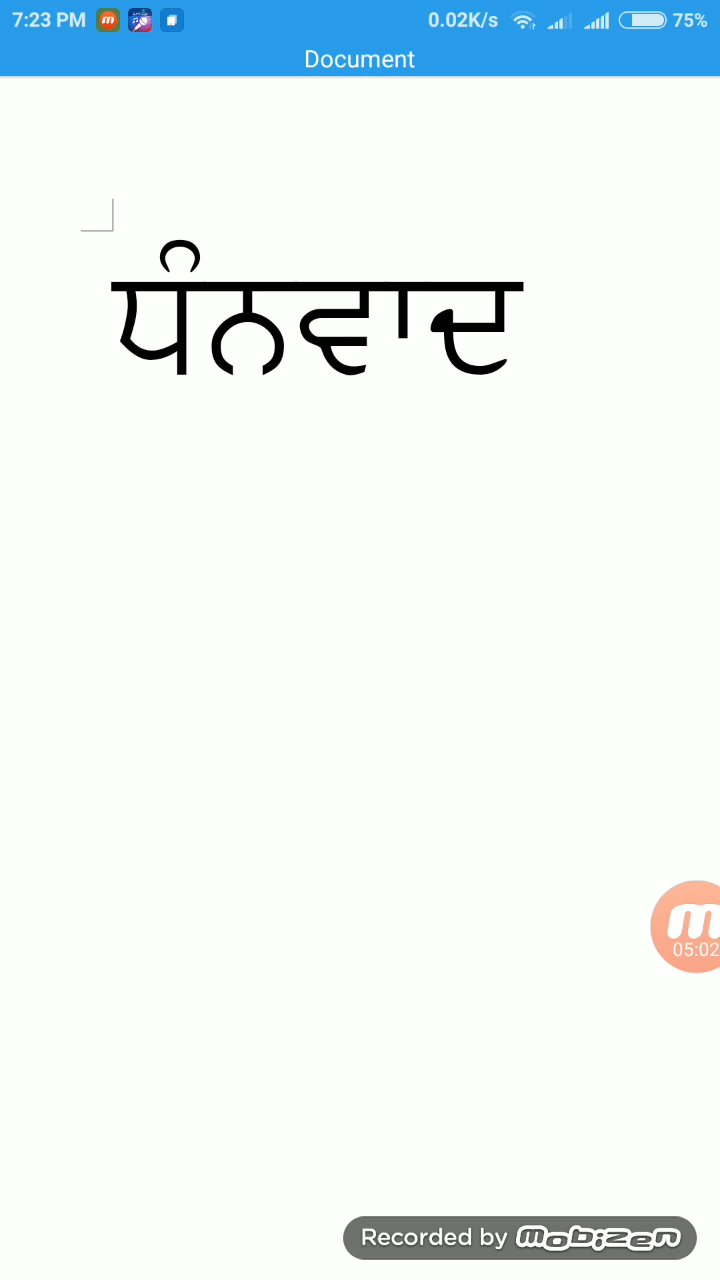 7:23 PM 0.02K/s 75%
Document
ਧੰਨਵਾਦ
m
05:02
Recorded by mobizen